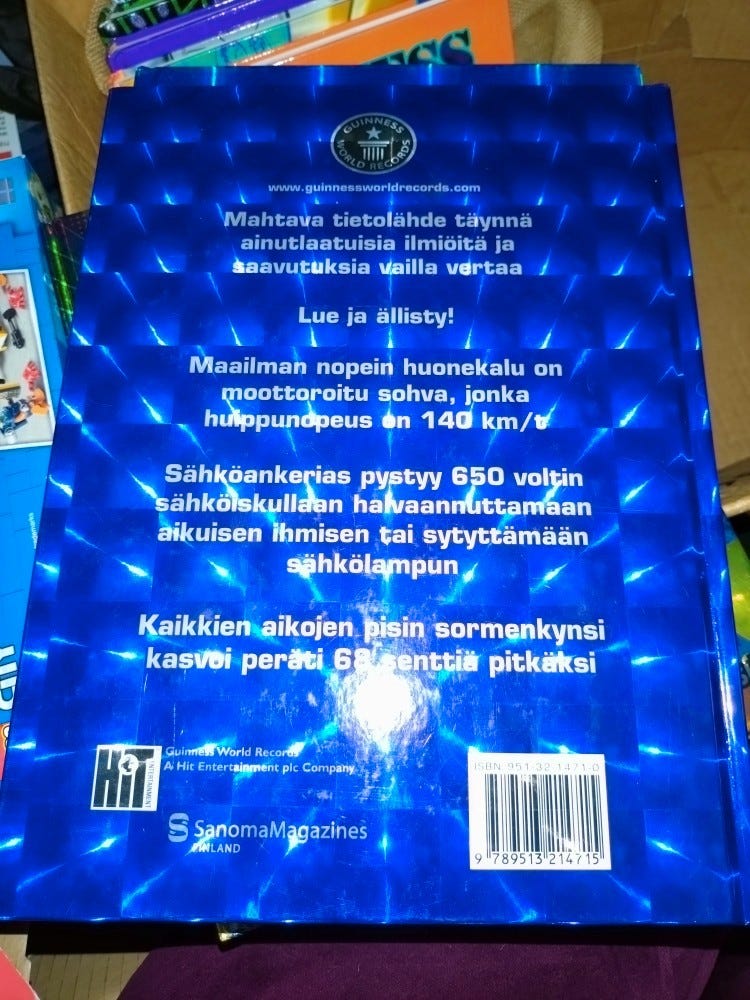 GUINNESS
WORLD RECORDS
www.guinnessworldrecords.com
Mahtava tietolähde täynnä
ainutlaatuisia ilmiöitä ja
saavutuksia vailla vertaa
Lue ja ällisty!
Maailman nopein huonekalu on
moottoroitu sohva, jonka
huippunopeus on 140 km/t
Sähköankerias pystyy 650 voltin
sähköiskullaan halvaannuttamaan
aikuisen ihmisen tai sytyttämään
sähkölampun
Kaikkien aikojen pisin sormenkynsi
kasvoi peräti 68 senttiä pitkäksi
HiT
ENTERTAINMENT
Guinness World Records
A Hit Entertainment plc Company
SanomaMagazines
FINLAND
ISBN 951-32-1471-0
9 789513 214715